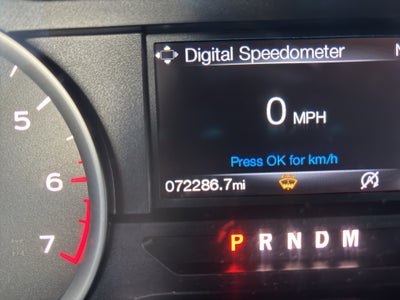 Digital Speedometer
N
0 MPH
Press OK for km/h
072286.7mi
P R N D M
5
6
7